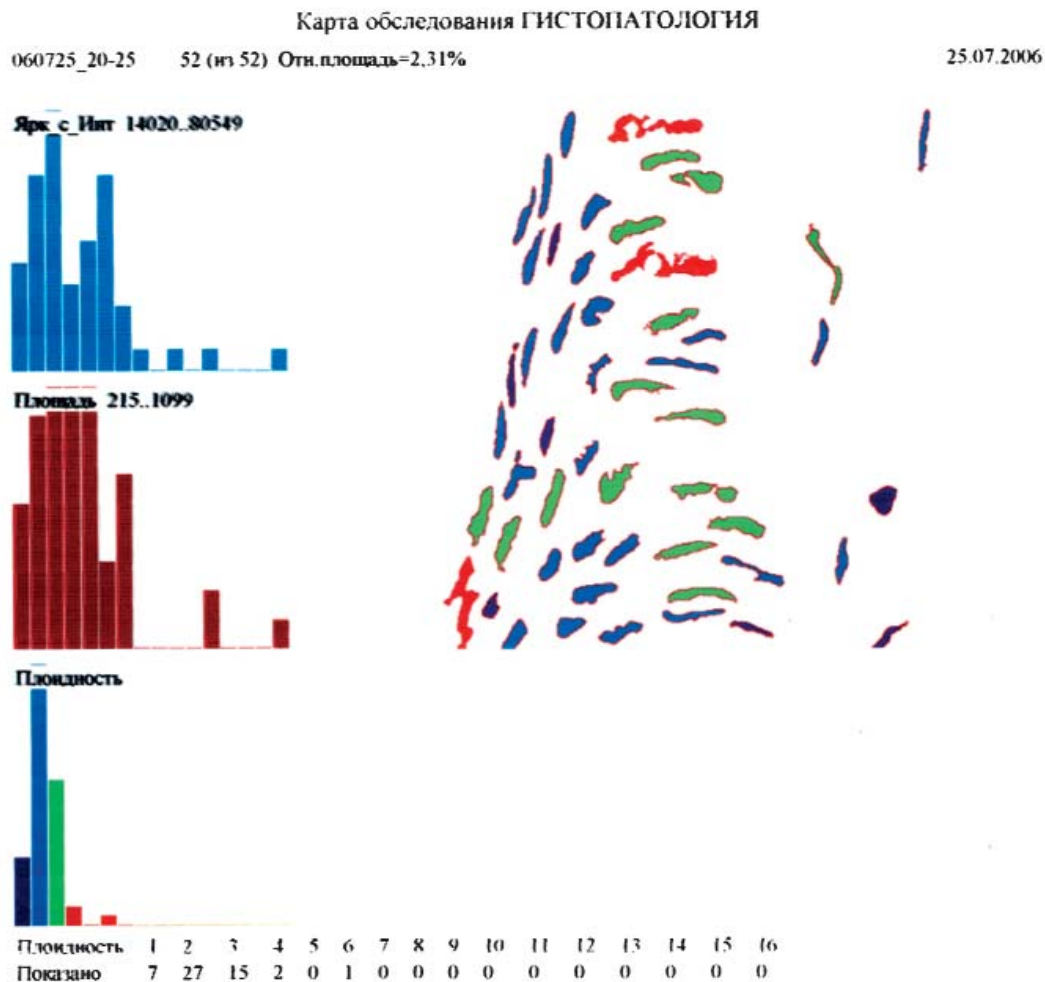 Карта обследования ГИСТОПАТОЛОГИЯ
060725_20-25 52 (из 52) Отн.площадь=2,31% 25.07.2006
Ярк_с_Инт 14020..80549
Площадь 215..1099
Плоидность
Плоидность 1 2 3 4 5 6 7 8 9 10 11 12 13 14 15 16
Показано 7 27 15 2 0 1 0 0 0 0 0 0 0 0 0 0